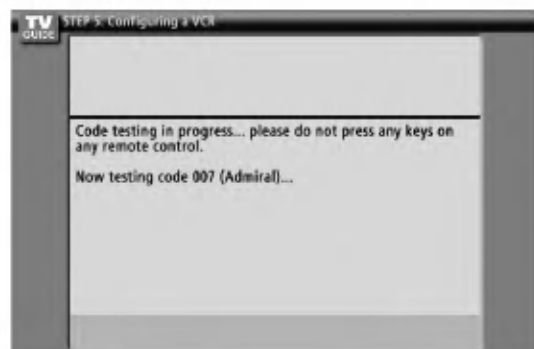 TV
GUIDE
STEP 5: Configuring a VCR
Code testing in progress... please do not press any keys on
any remote control.
Now testing code 007 (Admiral)...